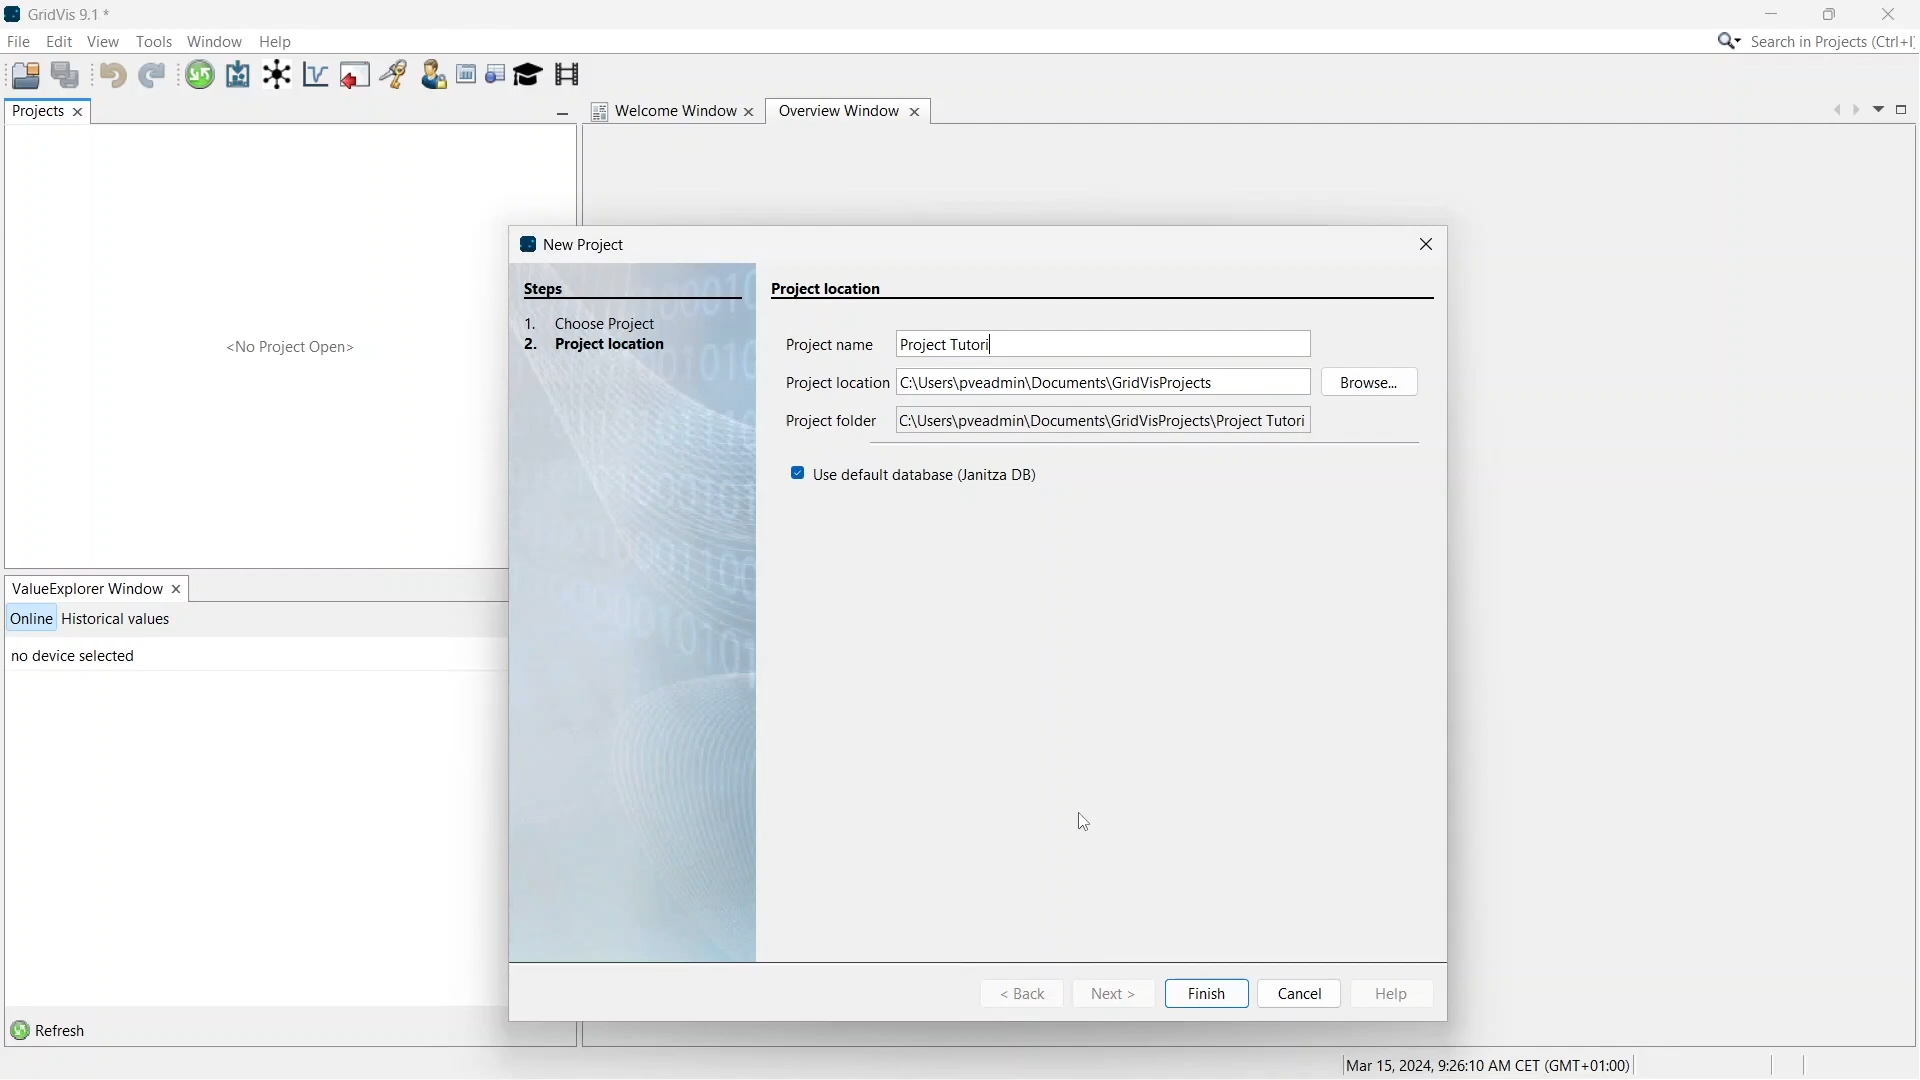 GridVis 9.1 *
File Edit View Tools Window Help
Search in Projects (Ctrl+I
Projects
Welcome Window
Overview Window
<No Project Open>
New Project
Steps
1. Choose Project
2. Project location
Project location
Project name Project Tutori
Project location C:\Users\pveadmin\Documents\GridVisProjects Browse...
Project folder C:\Users\pveadmin\Documents\GridVisProjects\Project Tutori
Use default database (Janitza DB)
ValueExplorer Window
Online Historical values
no device selected
< Back Next > Finish Cancel Help
Refresh
Mar 15, 2024, 9:26:10 AM CET (GMT+01:00)